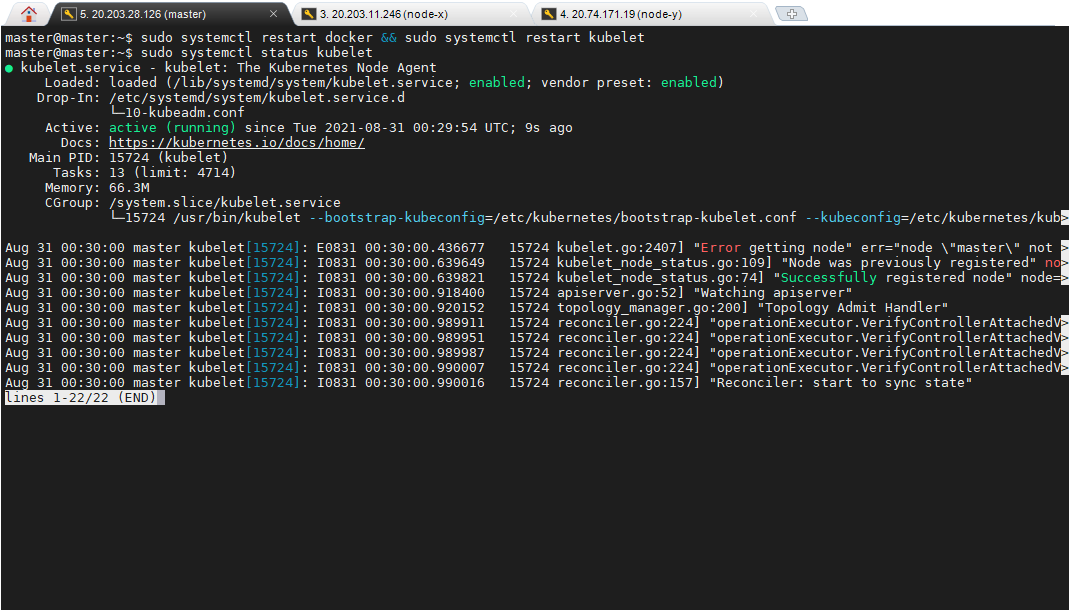 5. 20.203.28.126 (master)
3. 20.203.11.246 (node-x)
4. 20.74.171.19 (node-y)
master@master:~$ sudo systemctl restart docker && sudo systemctl restart kubelet
master@master:~$ sudo systemctl status kubelet
● kubelet.service - kubelet: The Kubernetes Node Agent
Loaded: loaded (/lib/systemd/system/kubelet.service; enabled; vendor preset: enabled)
Drop-In: /etc/systemd/system/kubelet.service.d
└─10-kubeadm.conf
Active: active (running) since Tue 2021-08-31 00:29:54 UTC; 9s ago
Docs: https://kubernetes.io/docs/home/
Main PID: 15724 (kubelet)
Tasks: 13 (limit: 4714)
Memory: 66.3M
CGroup: /system.slice/kubelet.service
└─15724 /usr/bin/kubelet --bootstrap-kubeconfig=/etc/kubernetes/bootstrap-kubelet.conf --kubeconfig=/etc/kubernetes/kub>
Aug 31 00:30:00 master kubelet[15724]: E0831 00:30:00.436677   15724 kubelet.go:2407] "Error getting node" err="node \"master\" not >
Aug 31 00:30:00 master kubelet[15724]: I0831 00:30:00.639649   15724 kubelet_node_status.go:109] "Node was previously registered" no>
Aug 31 00:30:00 master kubelet[15724]: I0831 00:30:00.639821   15724 kubelet_node_status.go:74] "Successfully registered node" node=>
Aug 31 00:30:00 master kubelet[15724]: I0831 00:30:00.918400   15724 apiserver.go:52] "Watching apiserver"
Aug 31 00:30:00 master kubelet[15724]: I0831 00:30:00.920152   15724 topology_manager.go:200] "Topology Admit Handler"
Aug 31 00:30:00 master kubelet[15724]: I0831 00:30:00.989911   15724 reconciler.go:224] "operationExecutor.VerifyControllerAttachedV>
Aug 31 00:30:00 master kubelet[15724]: I0831 00:30:00.989951   15724 reconciler.go:224] "operationExecutor.VerifyControllerAttachedV>
Aug 31 00:30:00 master kubelet[15724]: I0831 00:30:00.989987   15724 reconciler.go:224] "operationExecutor.VerifyControllerAttachedV>
Aug 31 00:30:00 master kubelet[15724]: I0831 00:30:00.990007   15724 reconciler.go:224] "operationExecutor.VerifyControllerAttachedV>
Aug 31 00:30:00 master kubelet[15724]: I0831 00:30:00.990016   15724 reconciler.go:157] "Reconciler: start to sync state"
lines 1-22/22 (END)